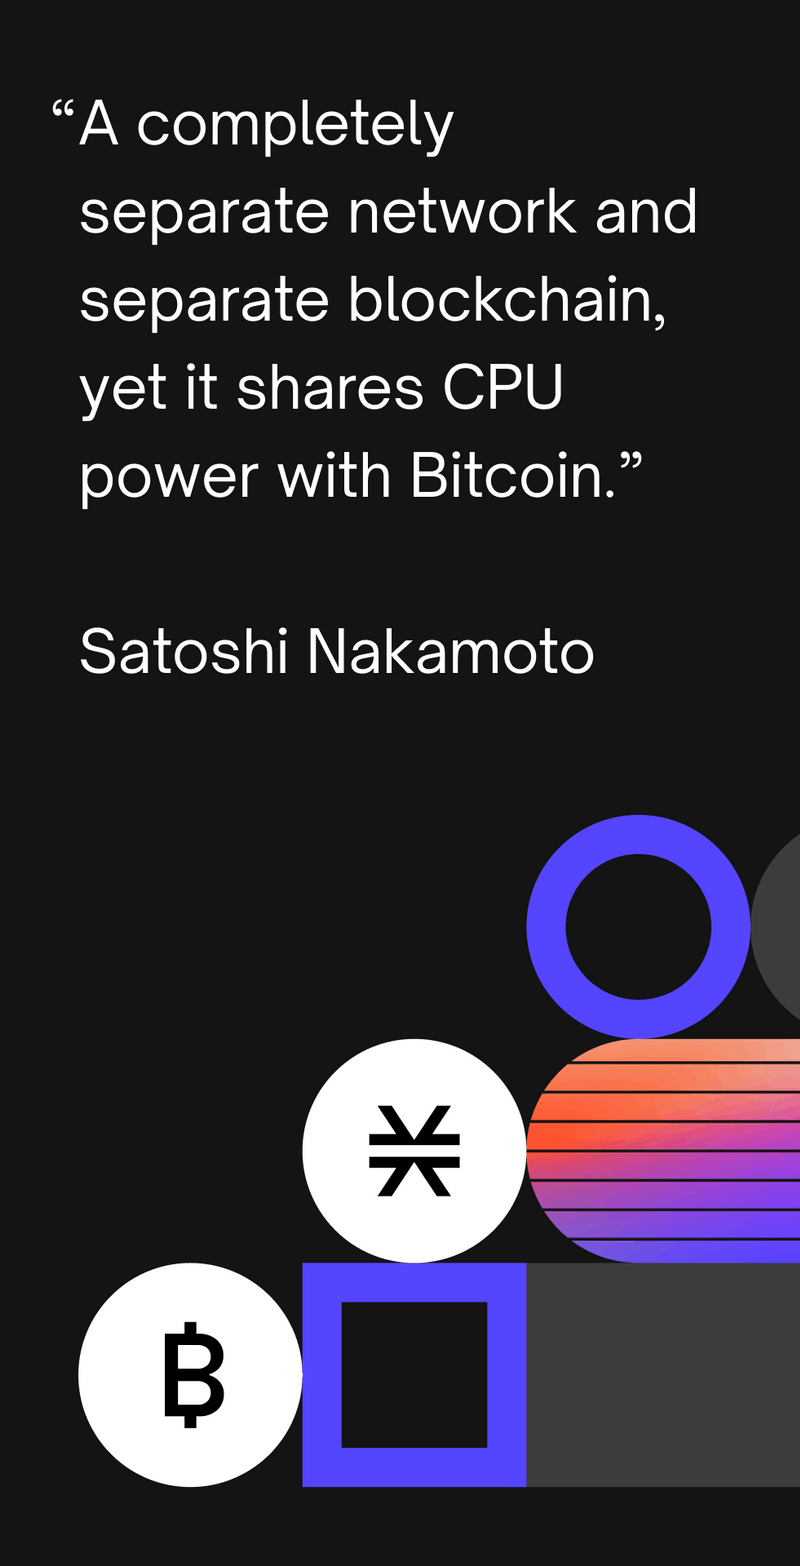 “A completely
separate network and
separate blockchain,
yet it shares CPU
power with Bitcoin.”
Satoshi Nakamoto